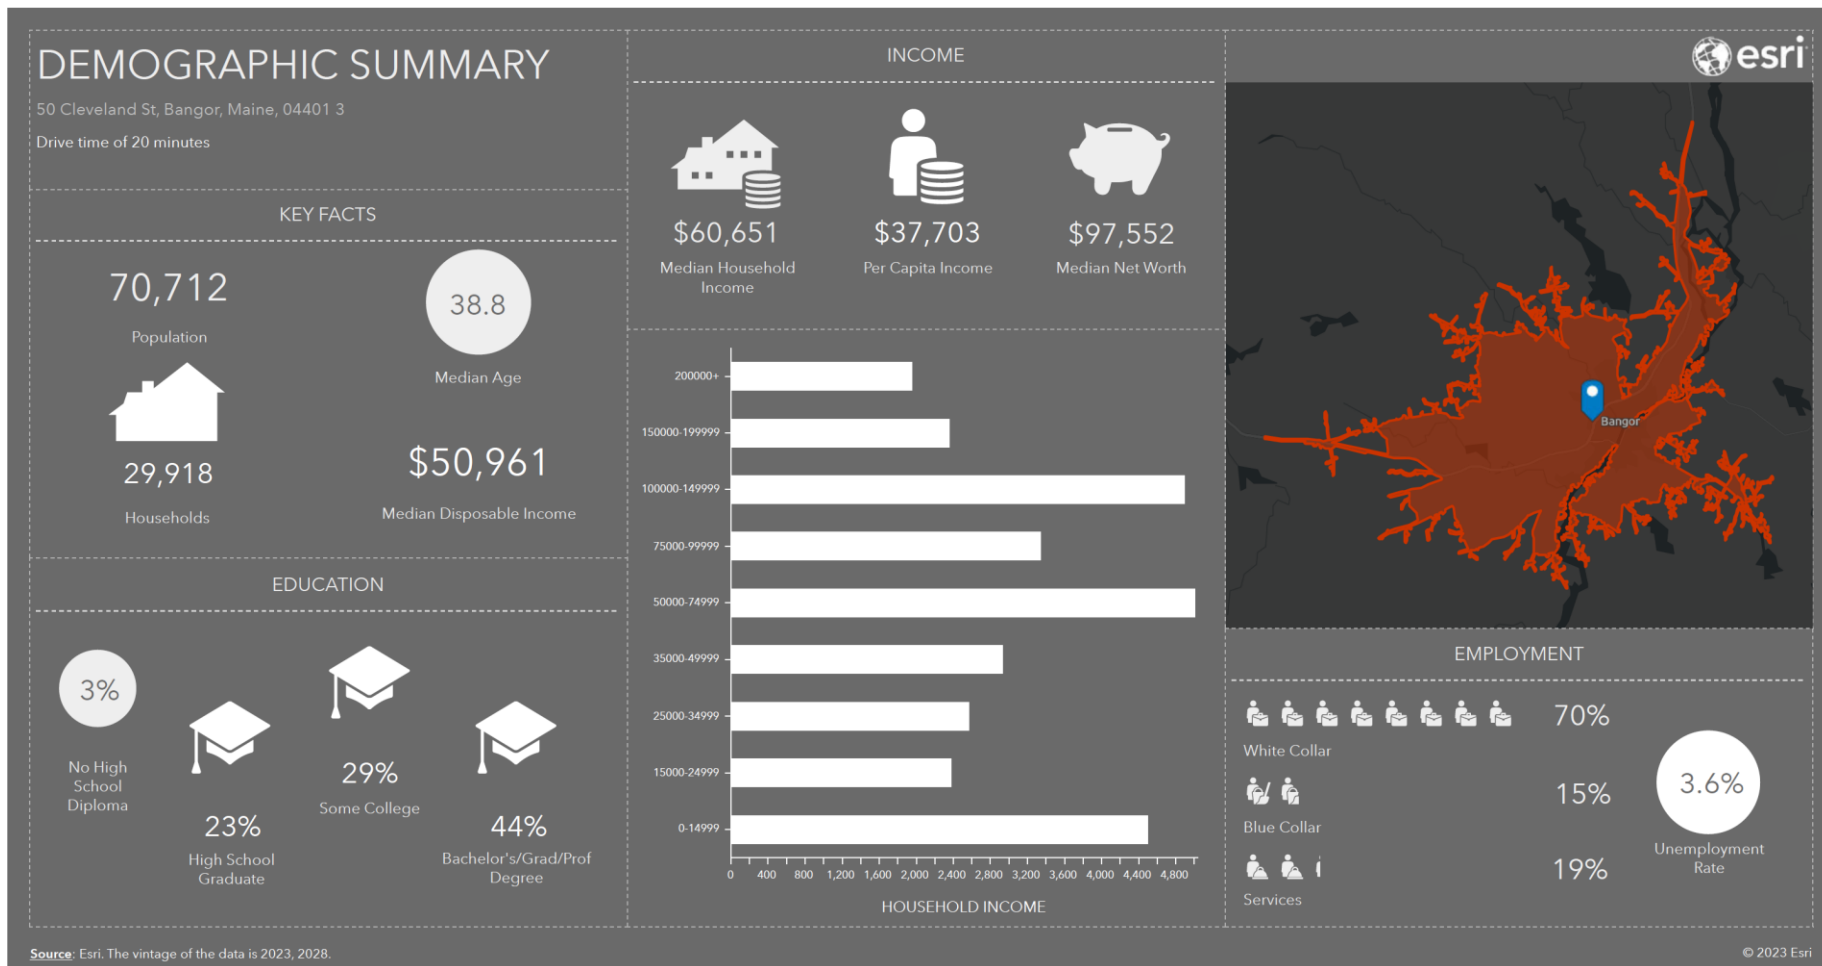 DEMOGRAPHIC SUMMARY
50 Cleveland St, Bangor, Maine, 04401 3
Drive time of 20 minutes
KEY FACTS
70,712
Population
38.8
Median Age
29,918
Households
$50,961
Median Disposable Income
EDUCATION
3%
No High
School
Diploma
23%
High School
Graduate
29%
Some College
44%
Bachelor's/Grad/Prof
Degree
INCOME
$60,651
Median Household
Income
$37,703
Per Capita Income
$97,552
Median Net Worth
200000+
150000-199999
100000-149999
75000-99999
50000-74999
35000-49999
25000-34999
15000-24999
0-14999
0 400 800 1,200 1,600 2,000 2,400 2,800 3,200 3,600 4,000 4,400 4,800
HOUSEHOLD INCOME
esri
Bangor
EMPLOYMENT
70%
White Collar
15%
Blue Collar
19%
Services
3.6%
Unemployment
Rate
Source: Esri. The vintage of the data is 2023, 2028.
© 2023 Esri